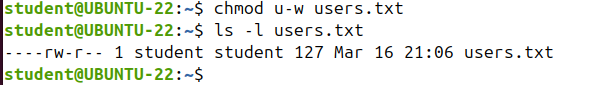 student@UBUNTU-22:~$ chmod u-w users.txt
student@UBUNTU-22:~$ ls -l users.txt
----rw-r-- 1 student student 127 Mar 16 21:06 users.txt
student@UBUNTU-22:~$